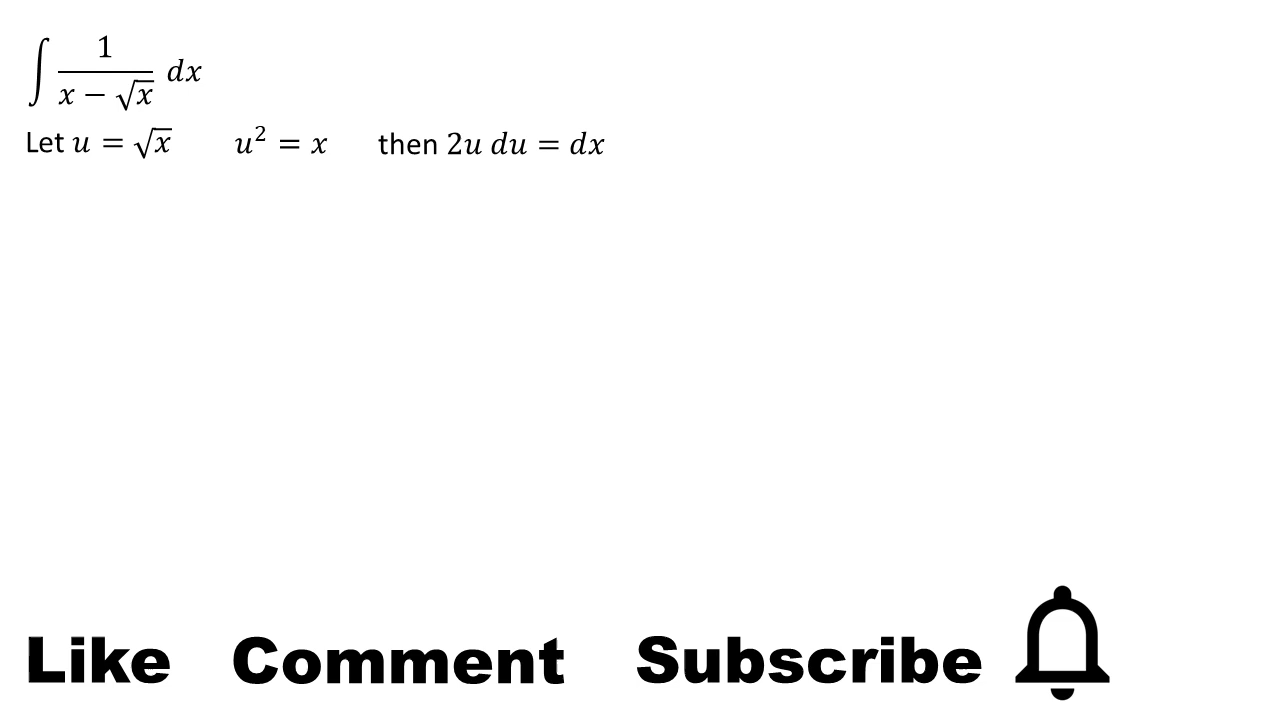 ∫ 1/(x − √x) dx
Let u = √x   u² = x   then 2u du = dx
Like Comment Subscribe